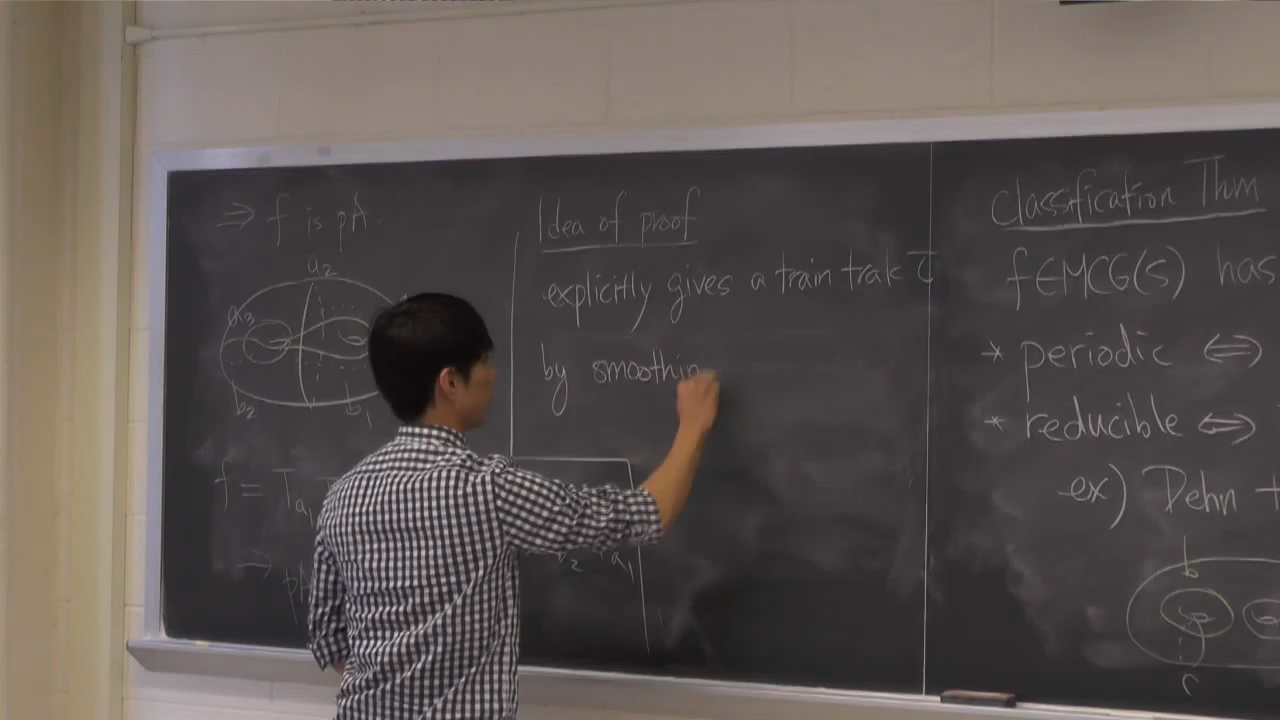 ⇒ f is pA.
a₂
a₃
b₂
b₁
f = Ta₁
→ pA
Idea of proof
explicitly gives a train trak τ
by smoothin
b₂ a₁
Classification Thm
f∈MCG(S) has
* periodic ⇔
* reducible ⇔
ex) Dehn t
b